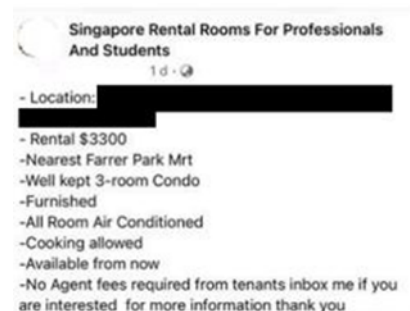 Singapore Rental Rooms For Professionals
And Students
1 d ·
- Location:
- Rental $3300
-Nearest Farrer Park Mrt
-Well kept 3-room Condo
-Furnished
-All Room Air Conditioned
-Cooking allowed
-Available from now
-No Agent fees required from tenants inbox me if you
are interested  for more information thank you